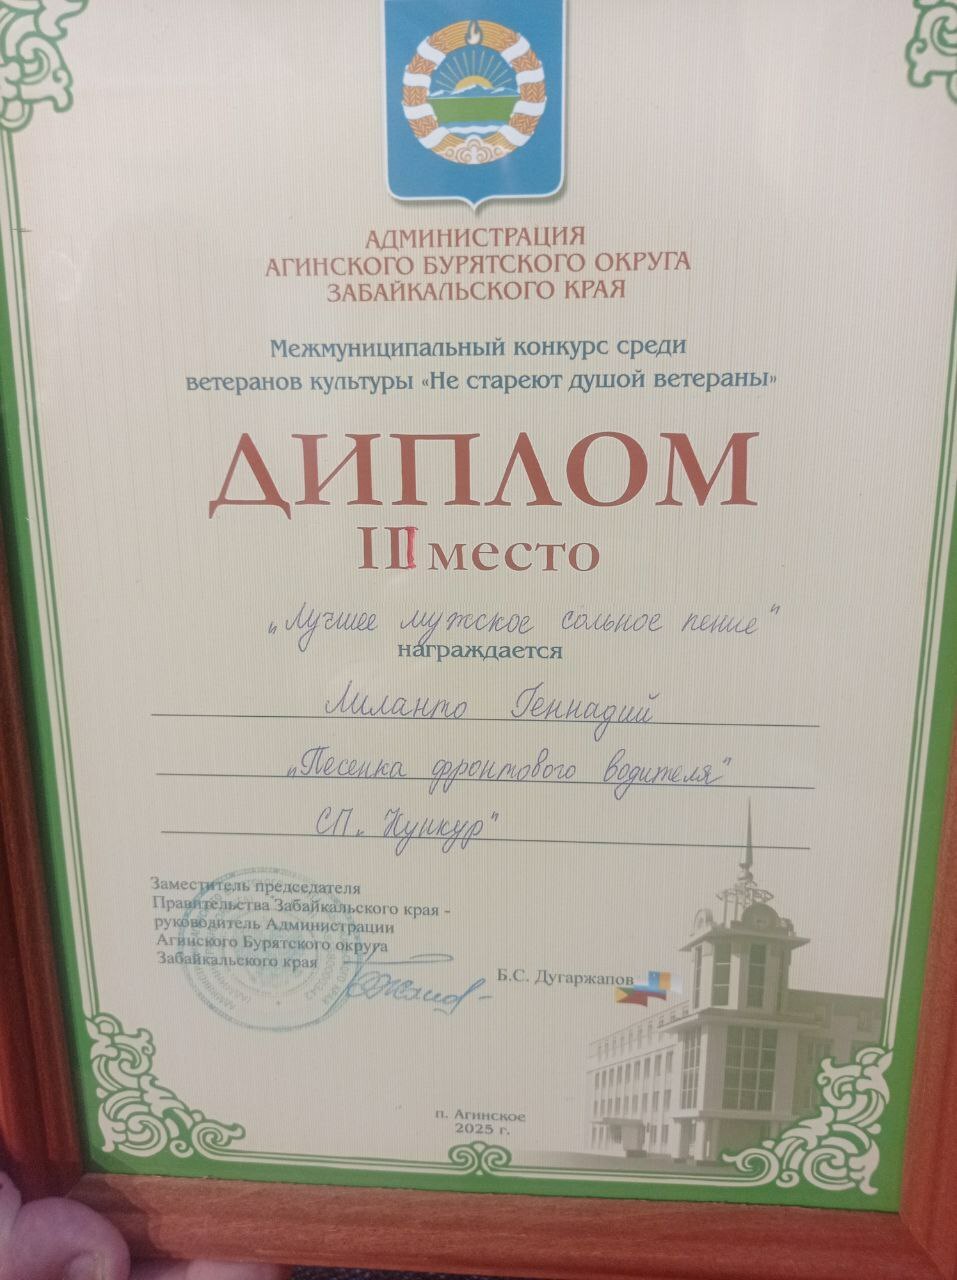 АДМИНИСТРАЦИЯ
АГИНСКОГО БУРЯТСКОГО ОКРУГА
ЗАБАЙКАЛЬСКОГО КРАЯ
Межмуниципальный конкурс среди
ветеранов культуры «Не стареют душой ветераны»
ДИПЛОМ
III место
"Лучшее мужское сольное пение"
награждается
Лиланто Геннадий
"Песенка фронтового водителя"
СП "Кункур"
Заместитель председателя
Правительства Забайкальского края -
руководитель Администрации
Агинского Бурятского округа
Забайкальского края
Б.С. Дугаржапов
п. Агинское
2025 г.